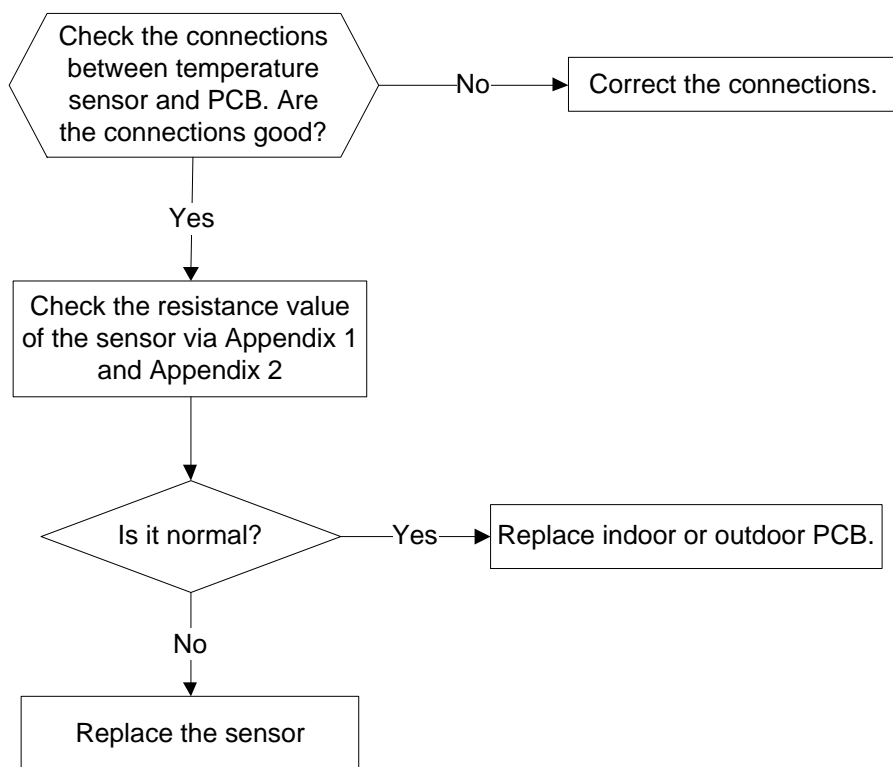 Check the connections
between temperature
sensor and PCB. Are
the connections good?
No
Correct the connections.
Yes
Check the resistance value
of the sensor via Appendix 1
and Appendix 2
Is it normal?
Yes
Replace indoor or outdoor PCB.
No
Replace the sensor